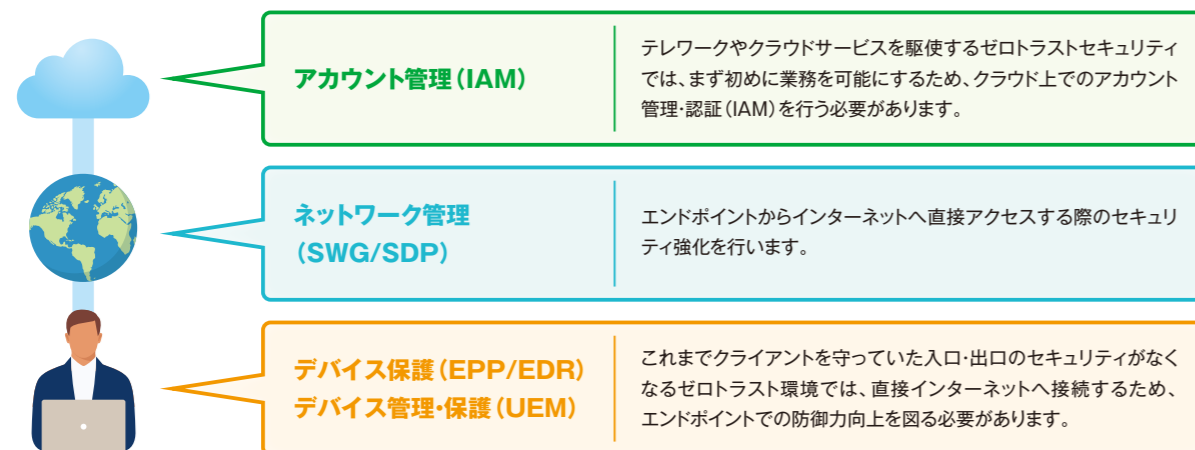 アカウント管理(IAM)
テレワークやクラウドサービスを駆使するゼロトラストセキュリティ
では、まず初めに業務を可能にするため、クラウド上でのアカウント
管理・認証(IAM)を行う必要があります。
ネットワーク管理
(SWG/SDP)
エンドポイントからインターネットへ直接アクセスする際のセキュリ
ティ強化を行います。
デバイス保護(EPP/EDR)
デバイス管理・保護(UEM)
これまでクライアントを守っていた入口・出口のセキュリティがなく
なるゼロトラスト環境では、直接インターネットへ接続するため、
エンドポイントでの防御力向上を図る必要があります。